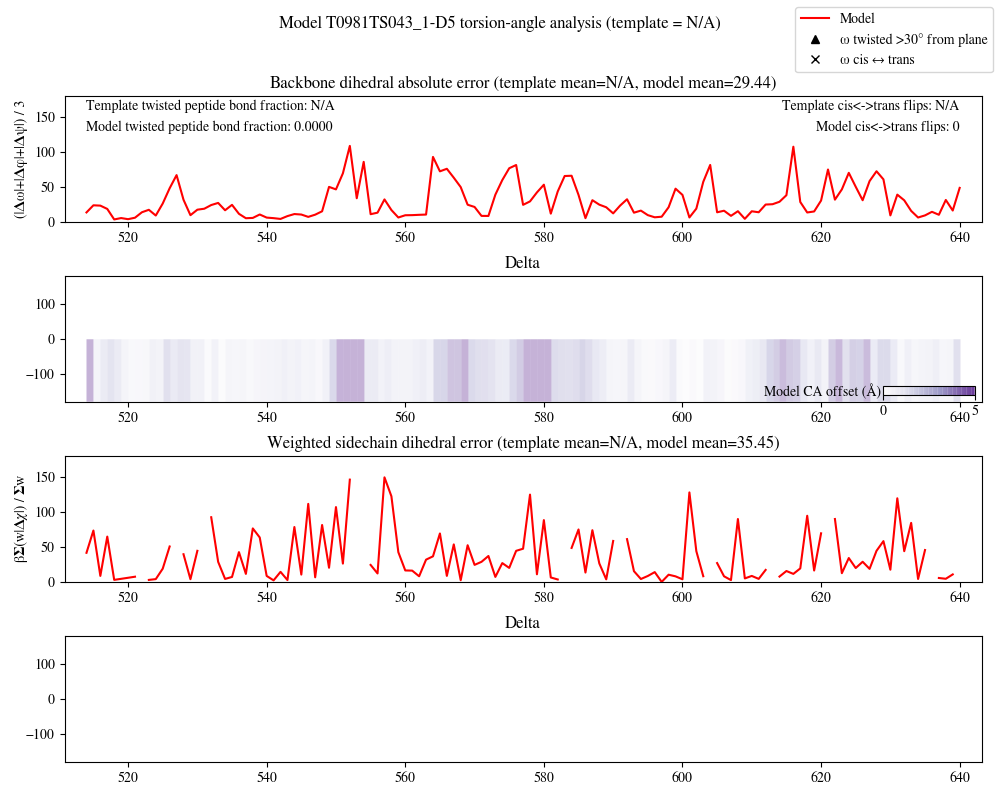 Model T0981TS043_1-D5 torsion-angle analysis (template = N/A)
Model
ω twisted >30° from plane
ω cis ↔ trans
Backbone dihedral absolute error (template mean=N/A, model mean=29.44)
(|Δω|+|Δφ|+|Δψ|) / 3
Template twisted peptide bond fraction: N/A
Template cis<->trans flips: N/A
Model twisted peptide bond fraction: 0.0000
Model cis<->trans flips: 0
150
100
50
0
520 540 560 580 600 620 640
Delta
100
0
−100
Model CA offset (Å)
0 5
520 540 560 580 600 620 640
Weighted sidechain dihedral error (template mean=N/A, model mean=35.45)
βΣ(w|Δχ|) / Σw
150
100
50
0
520 540 560 580 600 620 640
Delta
100
0
−100
520 540 560 580 600 620 640